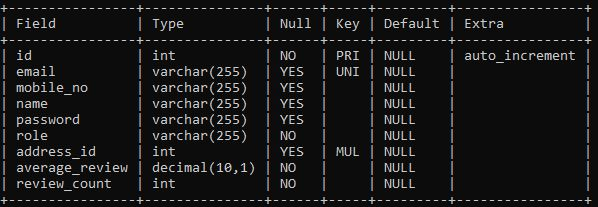 +----------------+---------------+------+-----+---------+----------------+
| Field          | Type          | Null | Key | Default | Extra          |
+----------------+---------------+------+-----+---------+----------------+
| id             | int           | NO   | PRI | NULL    | auto_increment |
| email          | varchar(255)  | YES  | UNI | NULL    |                |
| mobile_no      | varchar(255)  | YES  |     | NULL    |                |
| name           | varchar(255)  | YES  |     | NULL    |                |
| password       | varchar(255)  | YES  |     | NULL    |                |
| role           | varchar(255)  | NO   |     | NULL    |                |
| address_id     | int           | YES  | MUL | NULL    |                |
| average_review | decimal(10,1) | NO   |     | NULL    |                |
| review_count   | int           | NO   |     | NULL    |                |
+----------------+---------------+------+-----+---------+----------------+